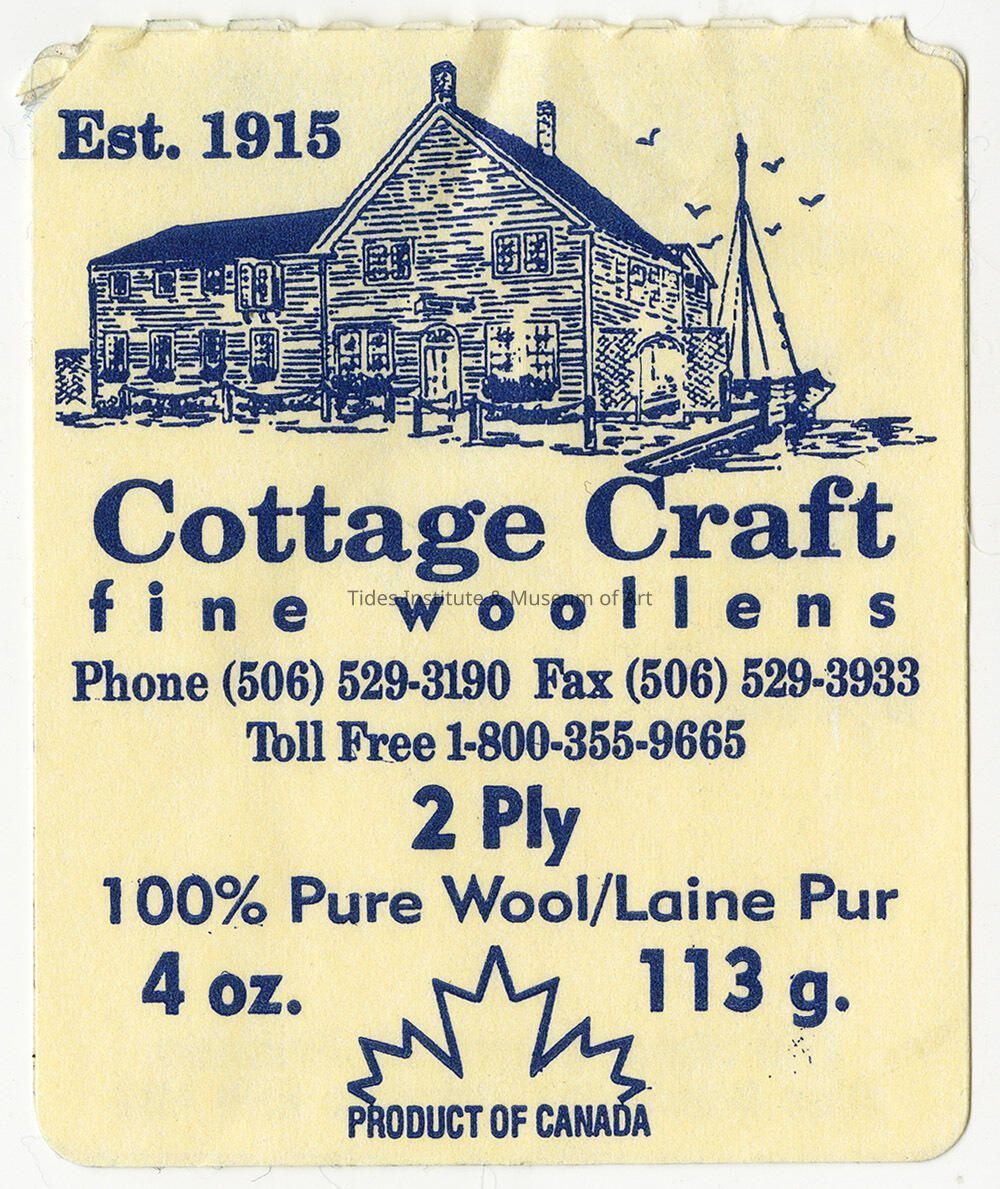 Est. 1915
Cottage Craft
fine woollens
Tides Institute & Museum of Art
Phone (506) 529-3190 Fax (506) 529-3933
Toll Free 1-800-355-9665
2 Ply
100% Pure Wool/Laine Pur
4 oz. 113 g.
PRODUCT OF CANADA